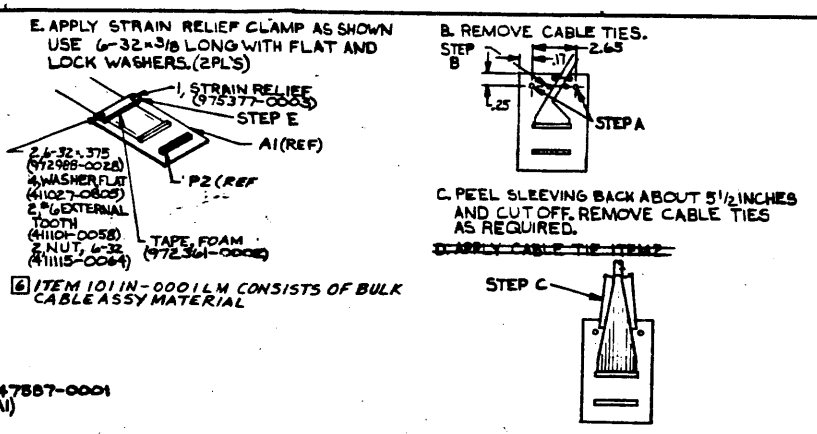 E. APPLY STRAIN RELIEF CLAMP AS SHOWN
USE 6-32×3/8 LONG WITH FLAT AND
LOCK WASHERS. (2PL'S)
1, STRAIN RELIEF
(975377-0003)
STEP E
A1(REF)
P2 (REF
2, 6-32×.375
(972988-0028)
4, WASHER, FLAT
(411027-0805)
2, #6 EXTERNAL
TOOTH
(411101-0058)
2, NUT, 6-32
(411115-0064)
TAPE, FOAM
6 ITEM 101 IN-0001 LM CONSISTS OF BULK
CABLE ASSY MATERIAL
47587-0001
A1)
B. REMOVE CABLE TIES.
STEP
B
2.65
.17
.25
STEP A
C. PEEL SLEEVING BACK ABOUT 5 1/2 INCHES
AND CUT OFF. REMOVE CABLE TIES
AS REQUIRED.
D. APPLY CABLE TIE ITEM 2
STEP C